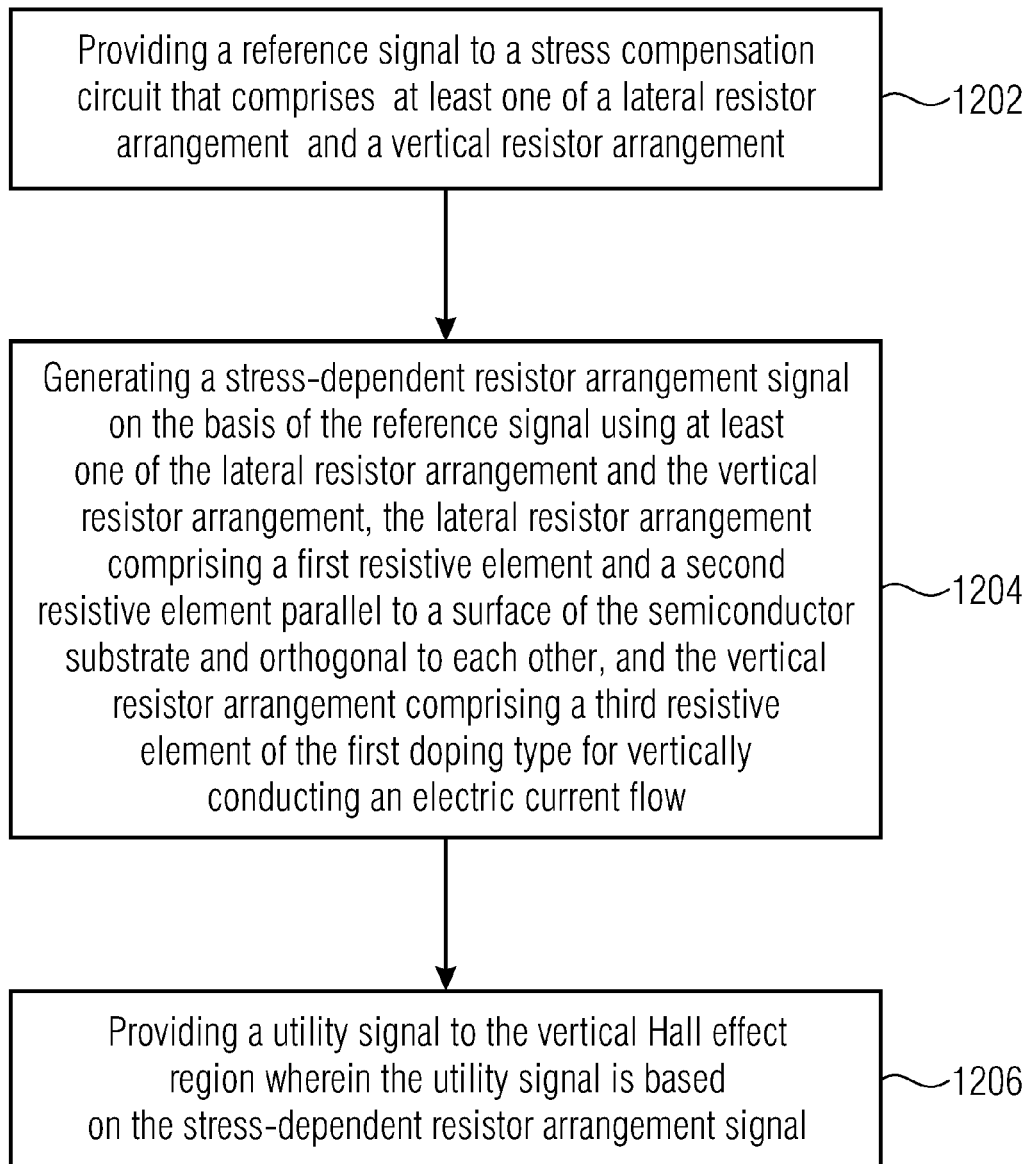 Providing a reference signal to a stress compensation
circuit that comprises at least one of a lateral resistor
arrangement and a vertical resistor arrangement
1202
Generating a stress-dependent resistor arrangement signal
on the basis of the reference signal using at least
one of the lateral resistor arrangement and the vertical
resistor arrangement, the lateral resistor arrangement
comprising a first resistive element and a second
resistive element parallel to a surface of the semiconductor
substrate and orthogonal to each other, and the vertical
resistor arrangement comprising a third resistive
element of the first doping type for vertically
conducting an electric current flow
1204
Providing a utility signal to the vertical Hall effect
region wherein the utility signal is based
on the stress-dependent resistor arrangement signal
1206